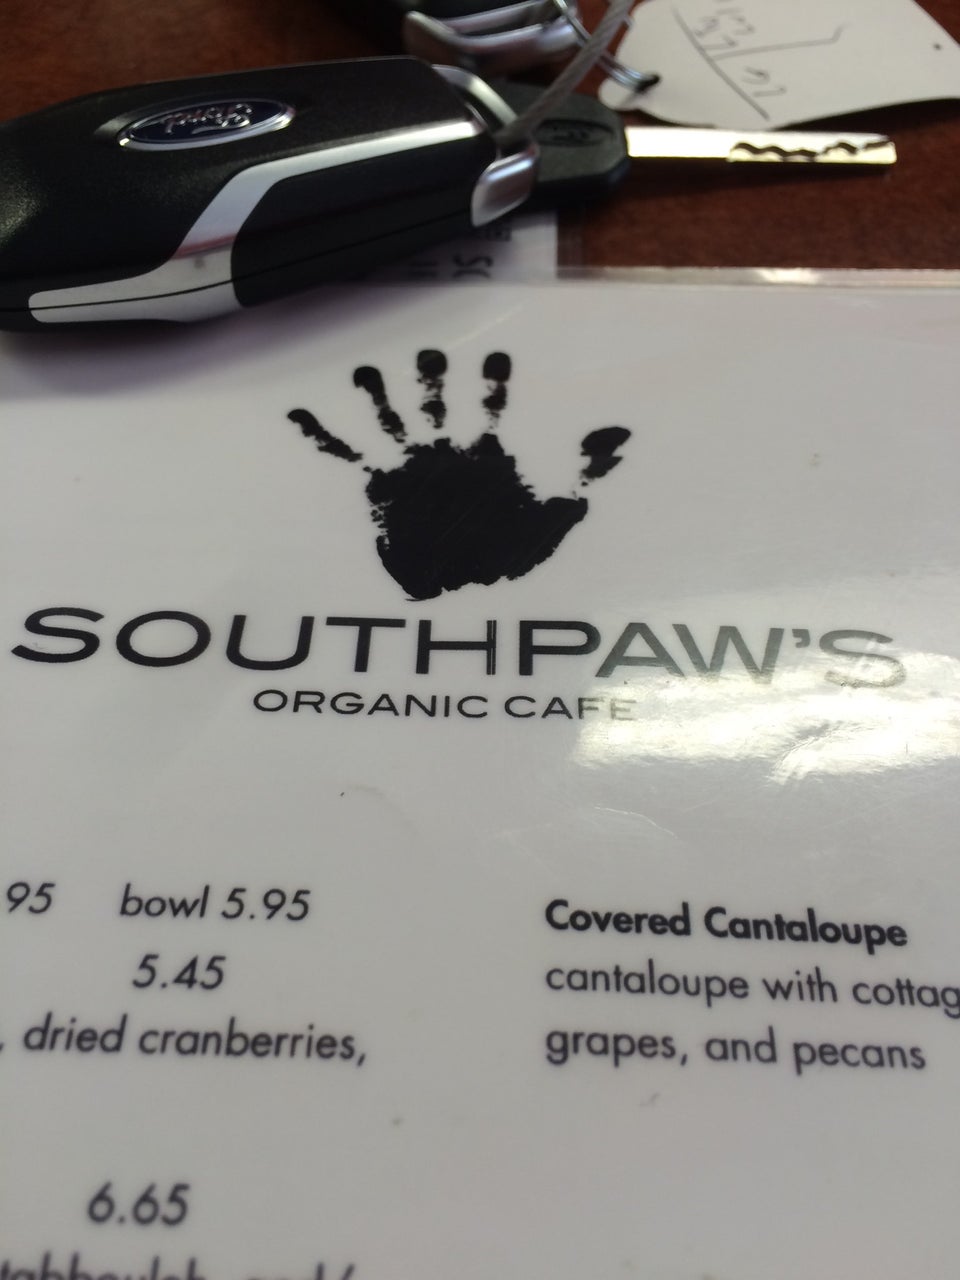 Ford
SOUTHPAW'S
ORGANIC CAFE
95 bowl 5.95
5.45
, dried cranberries,
6.65
Covered Cantaloupe
cantaloupe with cottag
grapes, and pecans